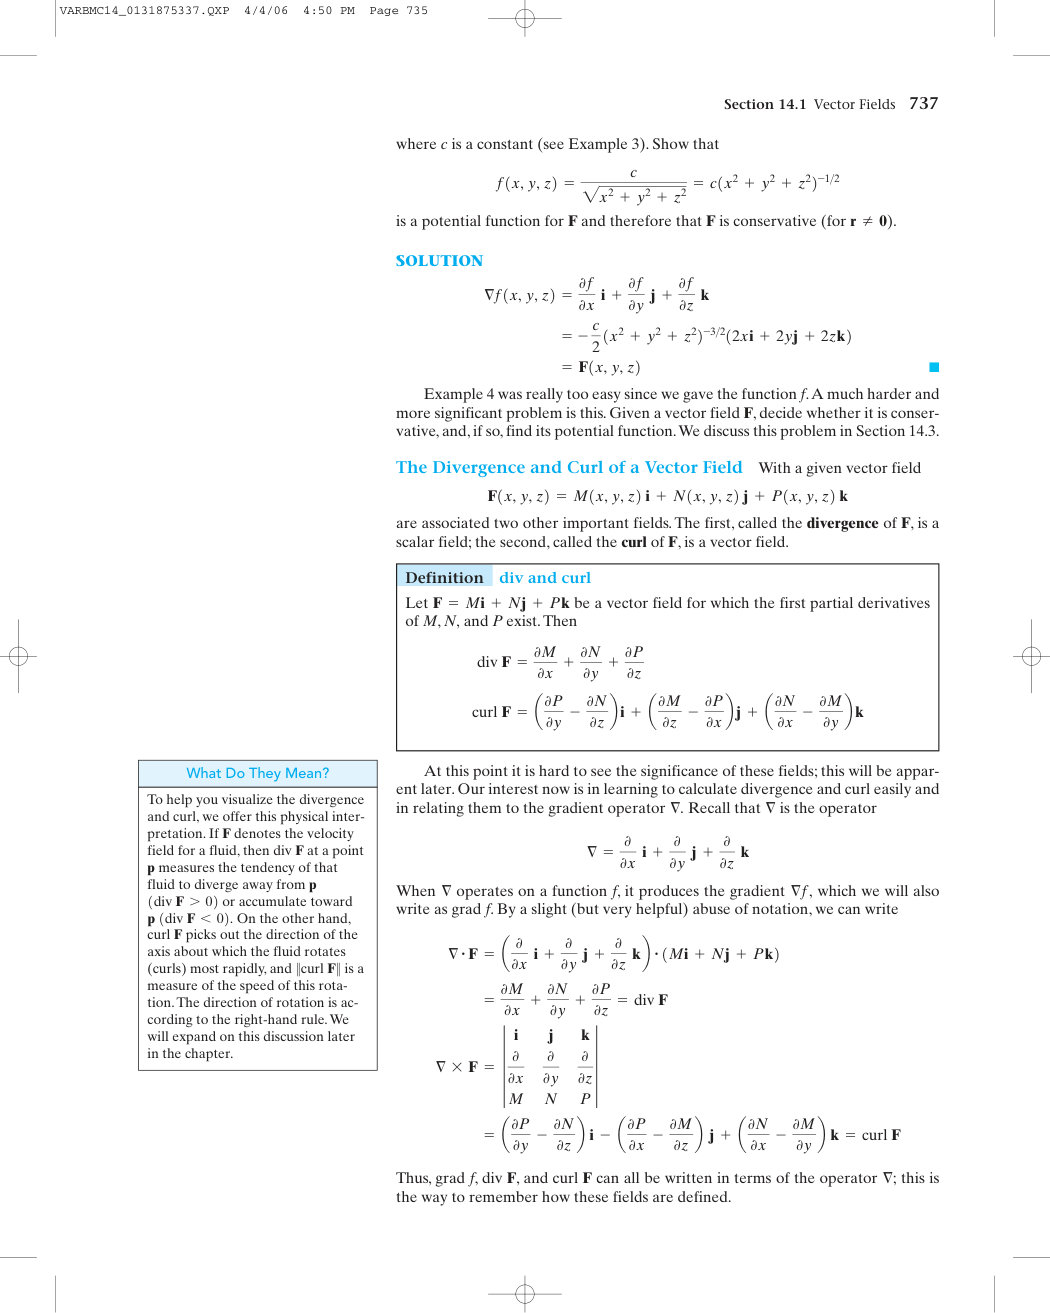 VARBMC14_0131875337.QXP 4/4/06 4:50 PM Page 735
Section 14.1 Vector Fields 737
where c is a constant (see Example 3). Show that
f(x, y, z) = c / √(x² + y² + z²) = c(x² + y² + z²)^(−1/2)
is a potential function for F and therefore that F is conservative (for r ≠ 0).
SOLUTION
∇f(x, y, z) = ∂f/∂x i + ∂f/∂y j + ∂f/∂z k
= −c/2 (x² + y² + z²)^(−3/2)(2xi + 2yj + 2zk)
= F(x, y, z)
Example 4 was really too easy since we gave the function f. A much harder and
more significant problem is this. Given a vector field F, decide whether it is conser-
vative, and, if so, find its potential function. We discuss this problem in Section 14.3.
The Divergence and Curl of a Vector Field With a given vector field
F(x, y, z) = M(x, y, z) i + N(x, y, z) j + P(x, y, z) k
are associated two other important fields. The first, called the divergence of F, is a
scalar field; the second, called the curl of F, is a vector field.
Definition div and curl
Let F = Mi + Nj + Pk be a vector field for which the first partial derivatives
of M, N, and P exist. Then
div F = ∂M/∂x + ∂N/∂y + ∂P/∂z
curl F = (∂P/∂y − ∂N/∂z)i + (∂M/∂z − ∂P/∂x)j + (∂N/∂x − ∂M/∂y)k
At this point it is hard to see the significance of these fields; this will be appar-
ent later. Our interest now is in learning to calculate divergence and curl easily and
in relating them to the gradient operator ∇. Recall that ∇ is the operator
∇ = ∂/∂x i + ∂/∂y j + ∂/∂z k
When ∇ operates on a function f, it produces the gradient ∇f, which we will also
write as grad f. By a slight (but very helpful) abuse of notation, we can write
∇ · F = (∂/∂x i + ∂/∂y j + ∂/∂z k) · (Mi + Nj + Pk)
= ∂M/∂x + ∂N/∂y + ∂P/∂z = div F
∇ × F = | i j k |
| ∂/∂x ∂/∂y ∂/∂z |
| M N P |
= (∂P/∂y − ∂N/∂z) i − (∂P/∂x − ∂M/∂z) j + (∂N/∂x − ∂M/∂y) k = curl F
Thus, grad f, div F, and curl F can all be written in terms of the operator ∇; this is
the way to remember how these fields are defined.
What Do They Mean?
To help you visualize the divergence
and curl, we offer this physical inter-
pretation. If F denotes the velocity
field for a fluid, then div F at a point
p measures the tendency of that
fluid to diverge away from p
(div F > 0) or accumulate toward
p (div F < 0). On the other hand,
curl F picks out the direction of the
axis about which the fluid rotates
(curls) most rapidly, and ‖curl F‖ is a
measure of the speed of this rota-
tion. The direction of rotation is ac-
cording to the right-hand rule. We
will expand on this discussion later
in the chapter.